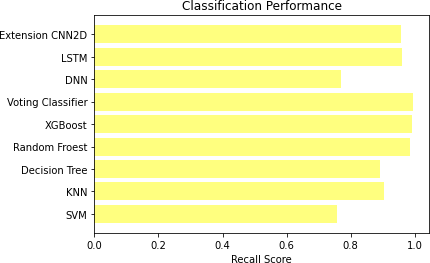 Classification Performance
Extension CNN2D
LSTM
DNN
Voting Classifier
XGBoost
Random Froest
Decision Tree
KNN
SVM
0.0 0.2 0.4 0.6 0.8 1.0
Recall Score